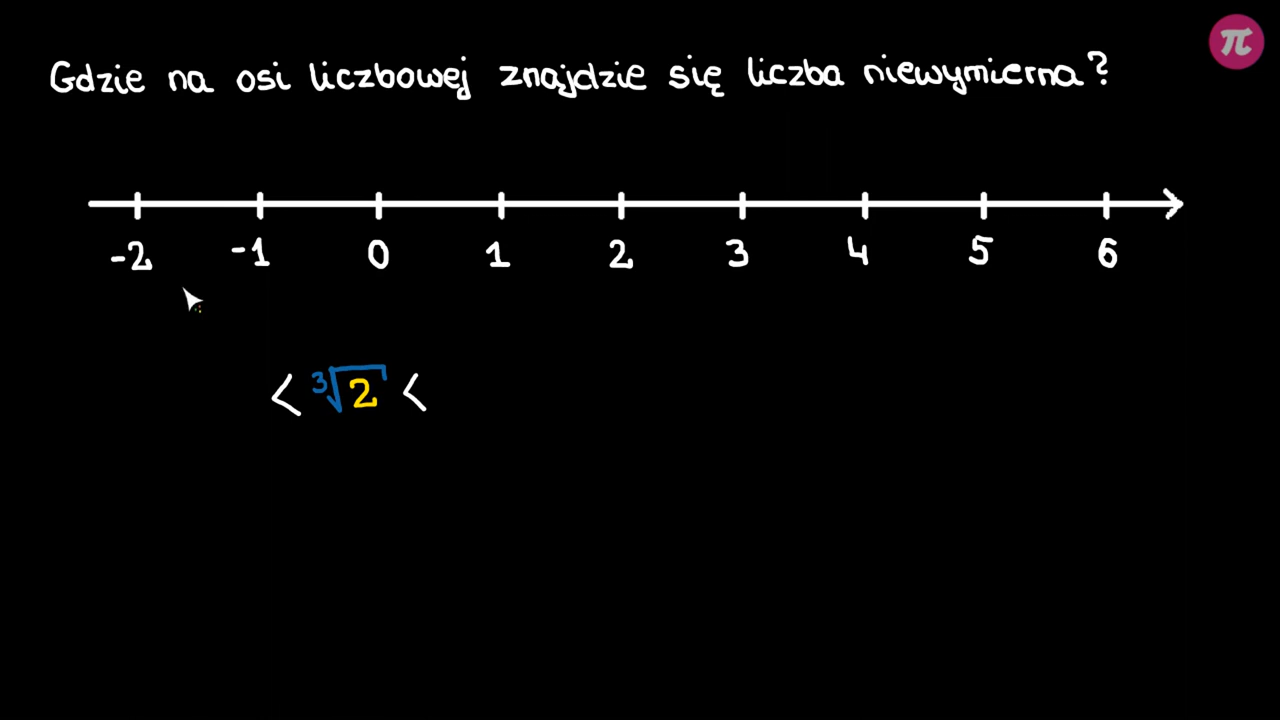 π
Gdzie na osi liczbowej znajdzie się liczba niewymierna?
-2 -1 0 1 2 3 4 5 6
< ∛2 <